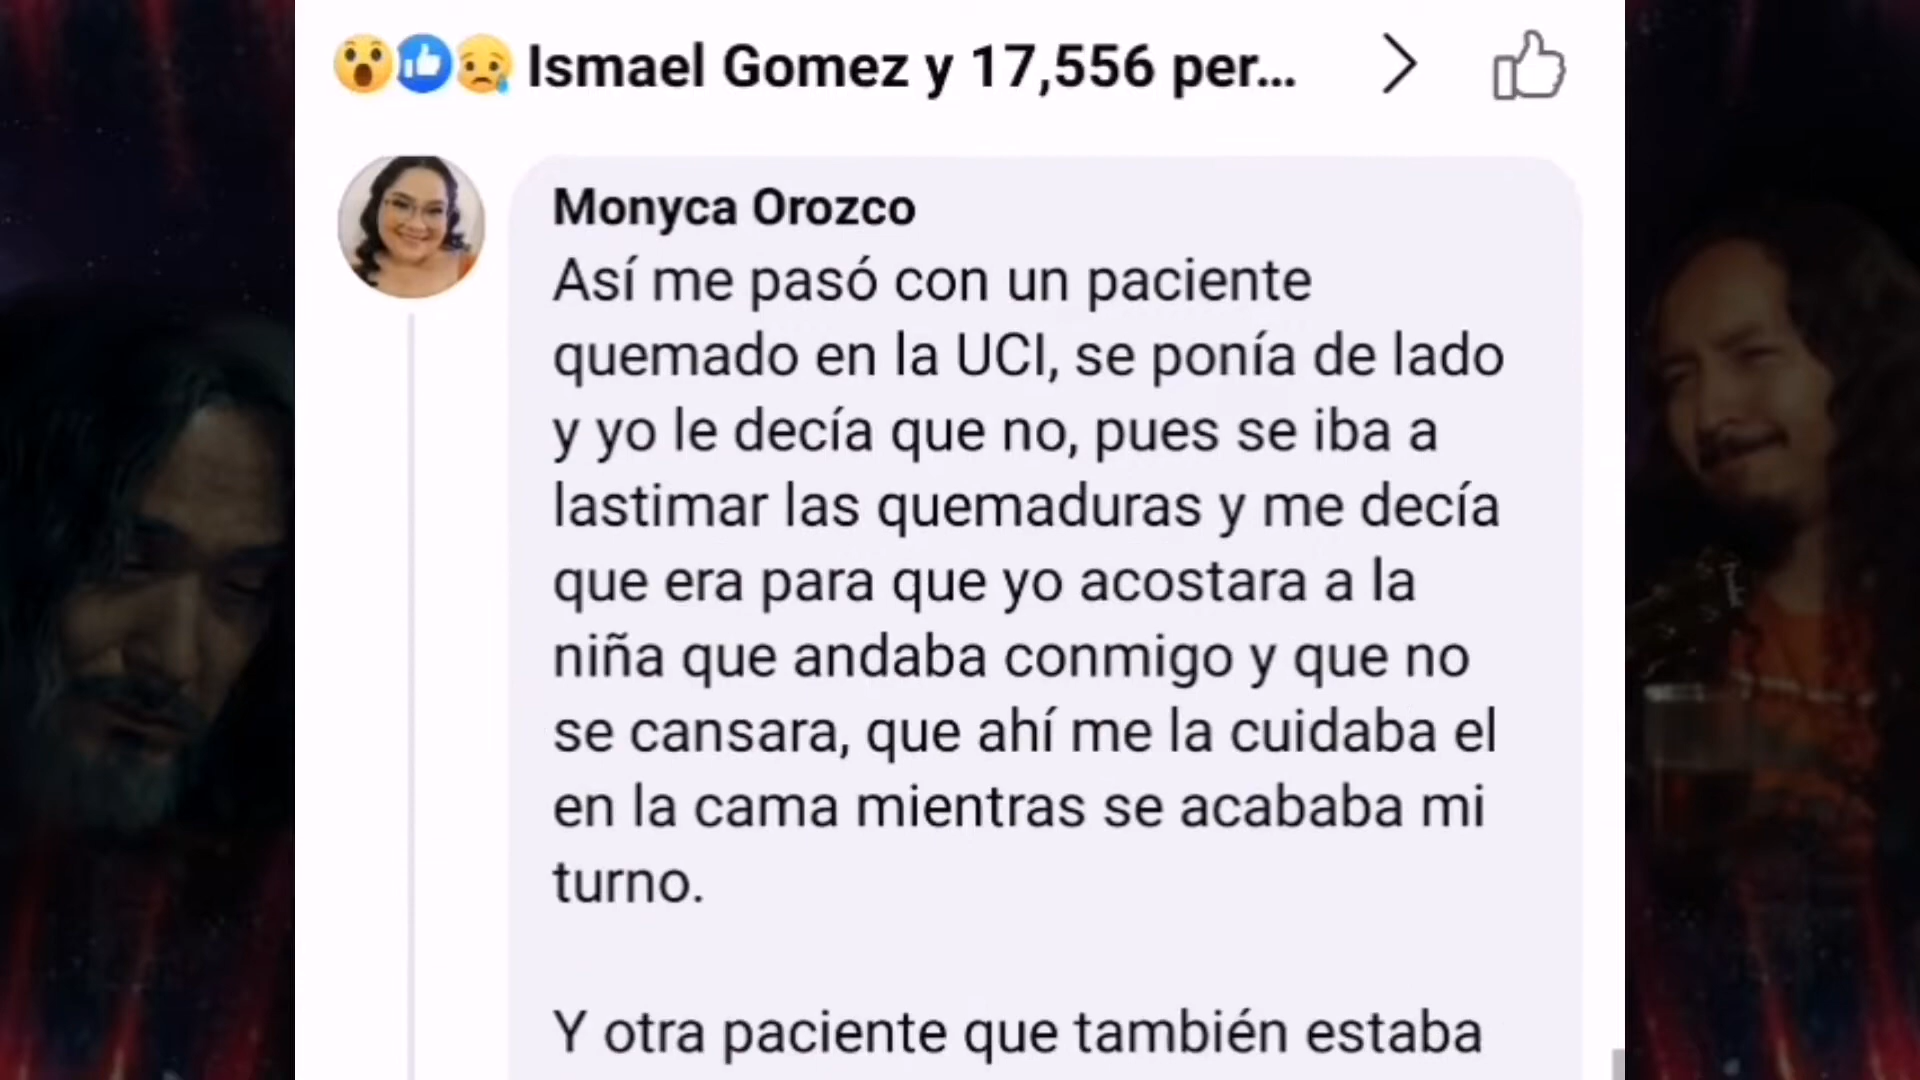 Ismael Gomez y 17,556 per...
Monyca Orozco
Así me pasó con un paciente
quemado en la UCI, se ponía de lado
y yo le decía que no, pues se iba a
lastimar las quemaduras y me decía
que era para que yo acostara a la
niña que andaba conmigo y que no
se cansara, que ahí me la cuidaba el
en la cama mientras se acababa mi
turno.
Y otra paciente que también estaba